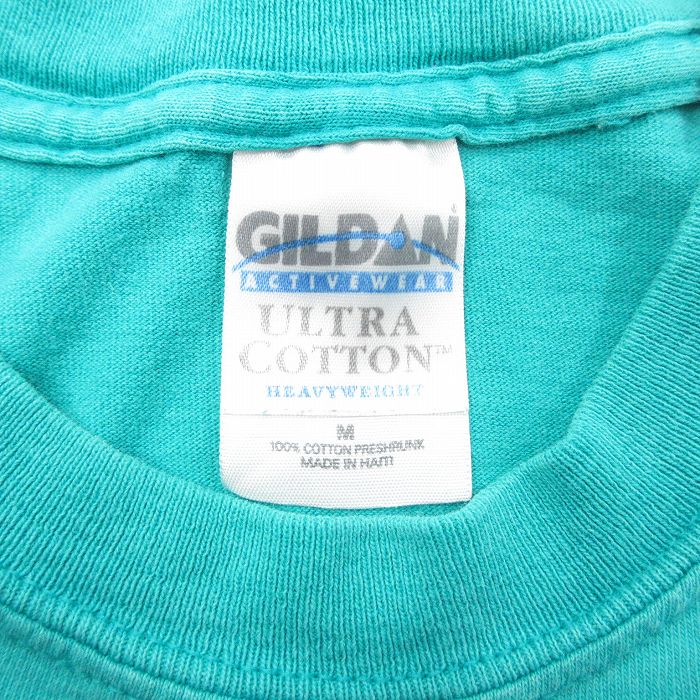 GILDAN®
ACTIVEWEAR
ULTRA
COTTON™
HEAVYWEIGHT
M
100% COTTON PRESHRUNK
MADE IN HAITI